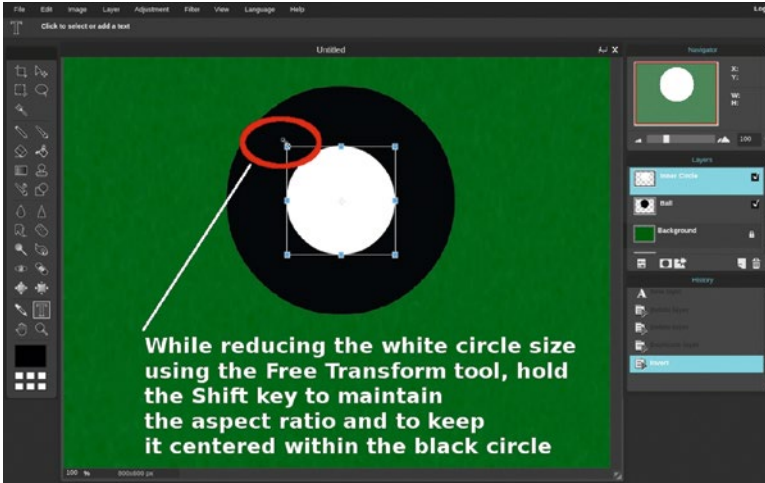 File Edit Image Layer Adjustment Filter View Language Help
Click to select or add a text
Untitled
X
Navigator
X:
Y:
W:
H:
100
Layers
Inner Circle
Ball
Background
History
Invert
While reducing the white circle size
using the Free Transform tool, hold
the Shift key to maintain
the aspect ratio and to keep
it centered within the black circle
100 % 800x600 px